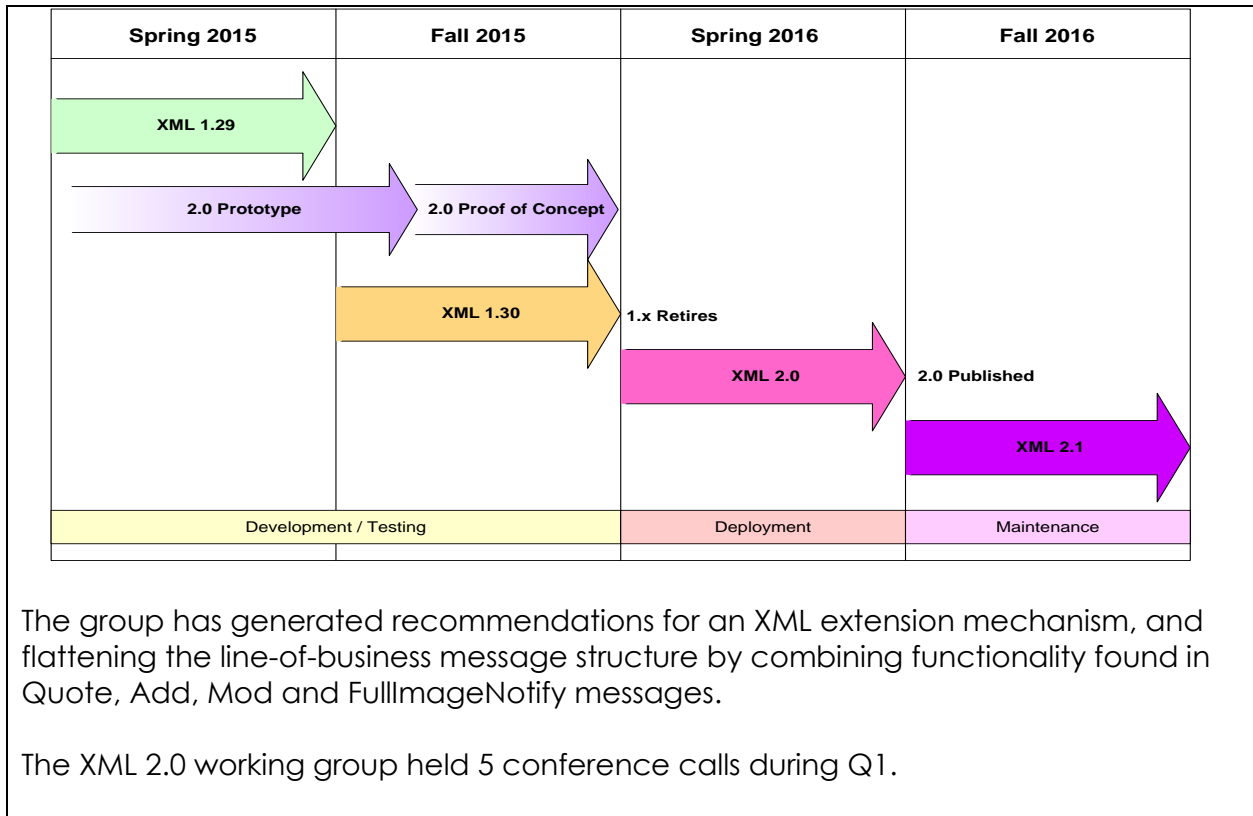 Spring 2015
Fall 2015
Spring 2016
Fall 2016
XML 1.29
2.0 Prototype
2.0 Proof of Concept
XML 1.30
1.x Retires
XML 2.0
2.0 Published
XML 2.1
Development / Testing
Deployment
Maintenance
The group has generated recommendations for an XML extension mechanism, and
flattening the line-of-business message structure by combining functionality found in
Quote, Add, Mod and FullImageNotify messages.
The XML 2.0 working group held 5 conference calls during Q1.